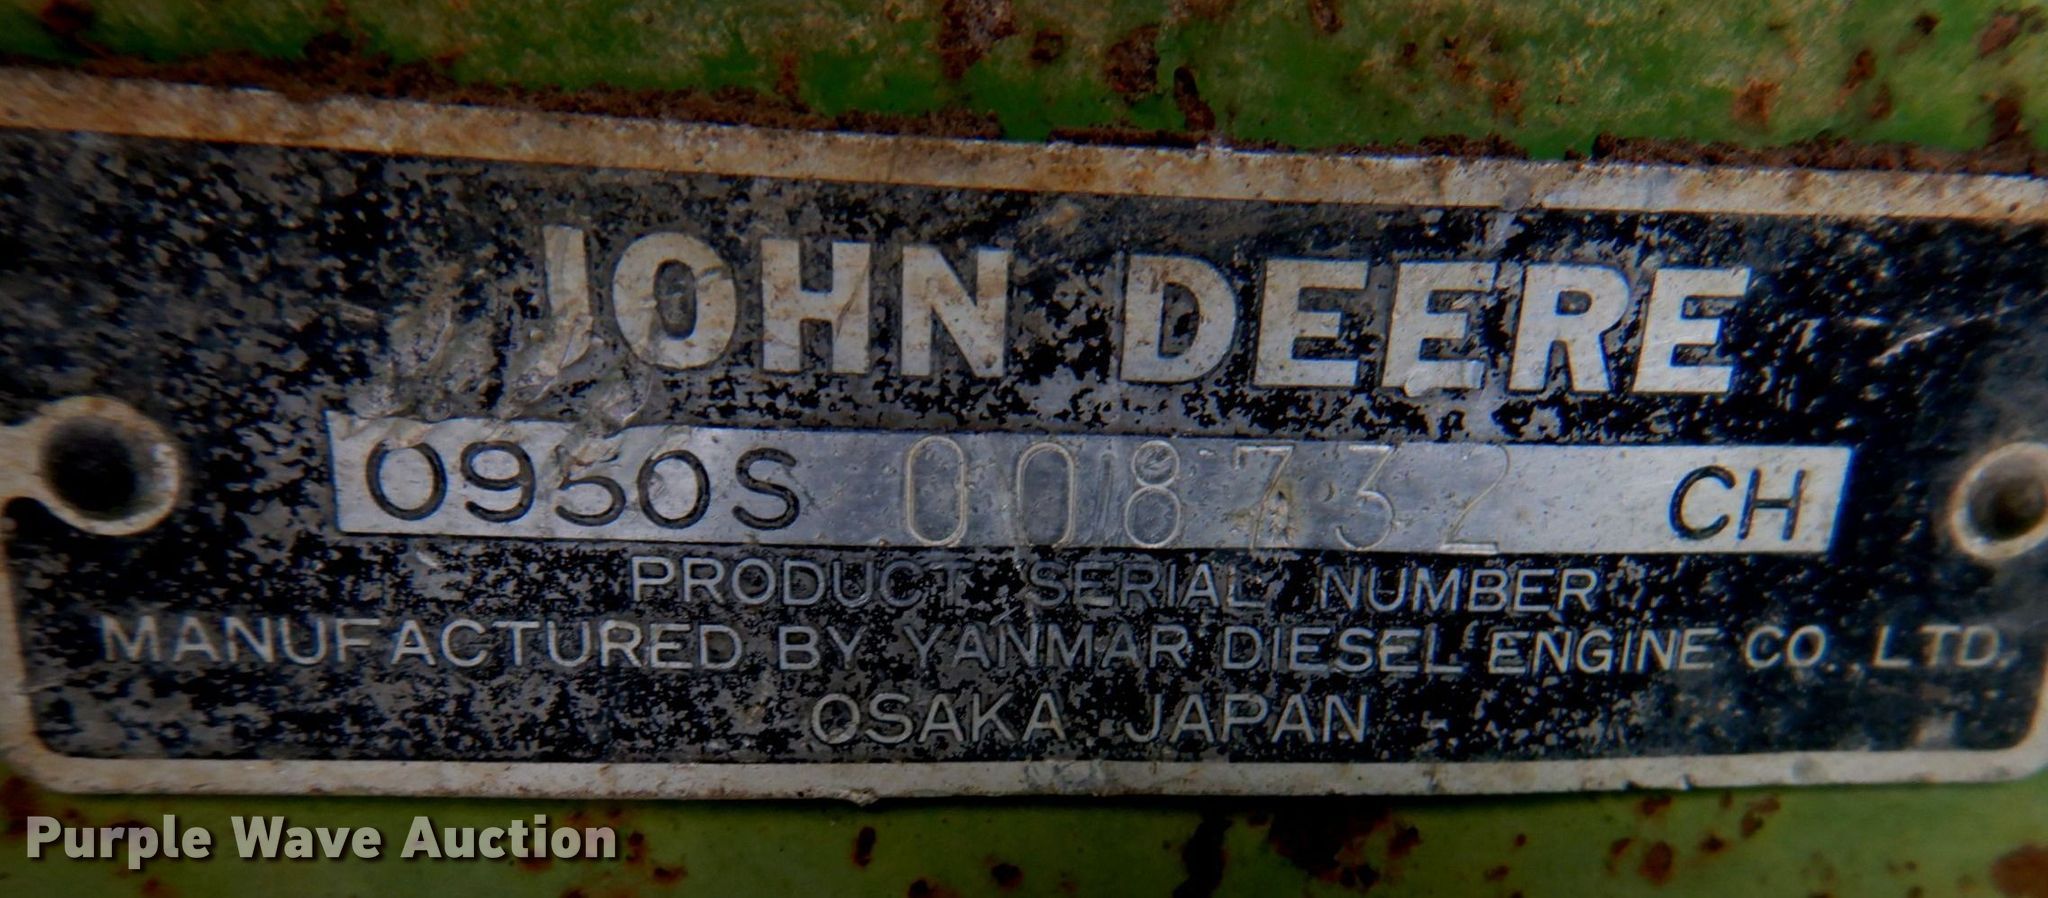 JOHN DEERE
0950S 008732 CH
PRODUCT SERIAL NUMBER
MANUFACTURED BY YANMAR DIESEL ENGINE CO., LTD.
OSAKA JAPAN
Purple Wave Auction